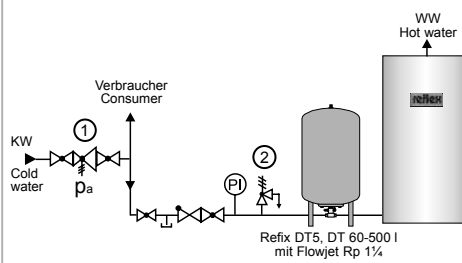 WW
Hot water
Verbraucher
Consumer
reflex
KW
1
Cold
water
pa
2
PI
Refix DT5, DT 60-500 l
mit Flowjet Rp 1¼